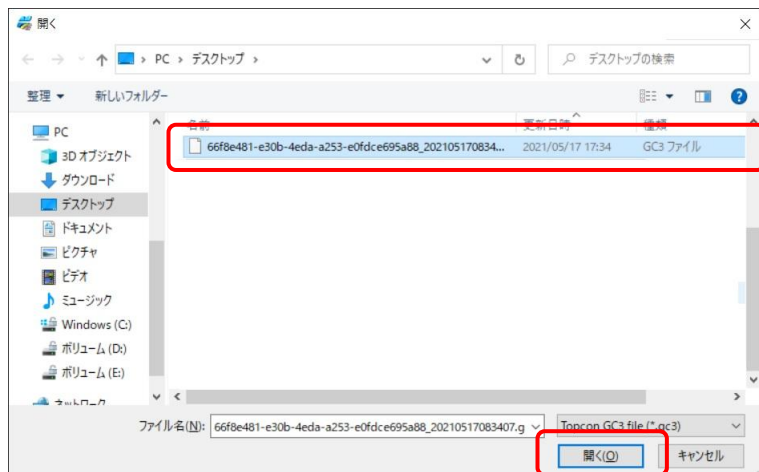 開く
PC › デスクトップ ›
デスクトップの検索
整理
新しいフォルダー
名前 更新日時 種類
66f8e481-e30b-4eda-a253-e0fdce695a88_202105170834... 2021/05/17 17:34 GC3 ファイル
PC
3D オブジェクト
ダウンロード
デスクトップ
ドキュメント
ピクチャ
ビデオ
ミュージック
Windows (C:)
ボリューム (D:)
ボリューム (E:)
ネットワーク
ファイル名(N): 66f8e481-e30b-4eda-a253-e0fdce695a88_20210517083407.g
Topcon GC3 file (*.gc3)
開く(O) キャンセル